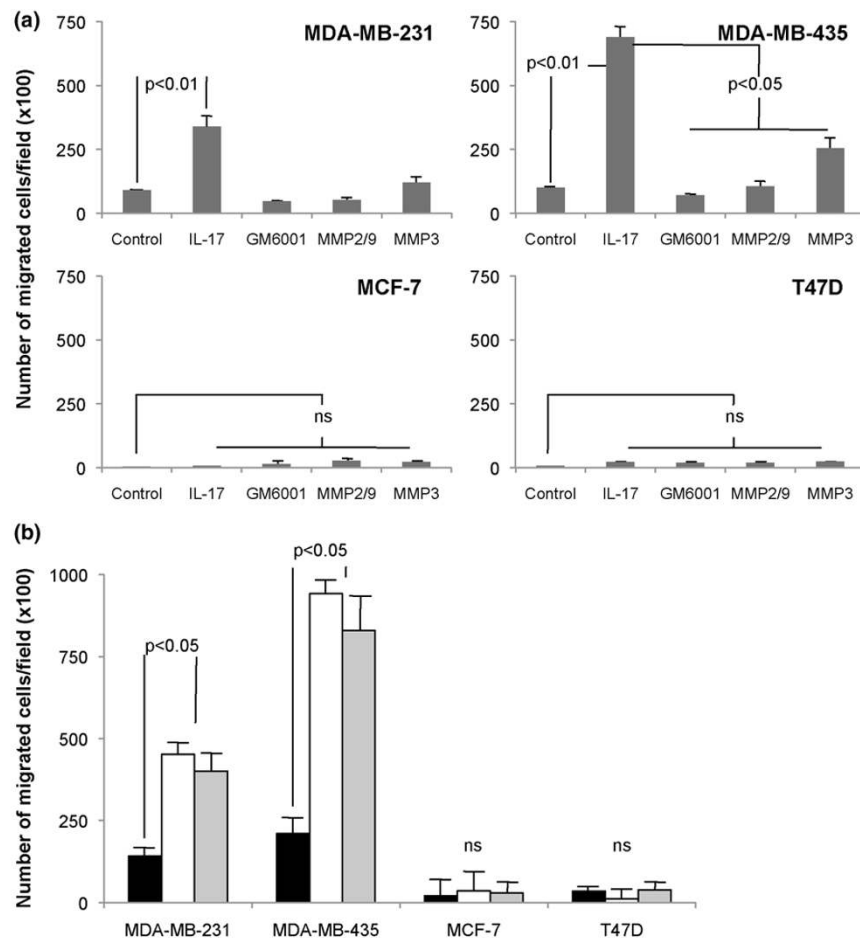 (a)
Number of migrated cells/field (x100)
750
500
250
0
MDA-MB-231
p<0.01
Control IL-17 GM6001 MMP2/9 MMP3
750
500
250
0
MDA-MB-435
p<0.01
p<0.05
Control IL-17 GM6001 MMP2/9 MMP3
750
500
250
0
MCF-7
ns
Control IL-17 GM6001 MMP2/9 MMP3
750
500
250
0
T47D
ns
Control IL-17 GM6001 MMP2/9 MMP3
(b)
Number of migrated cells/field (x100)
1000
750
500
250
0
p<0.05
p<0.05
ns
ns
MDA-MB-231 MDA-MB-435 MCF-7 T47D